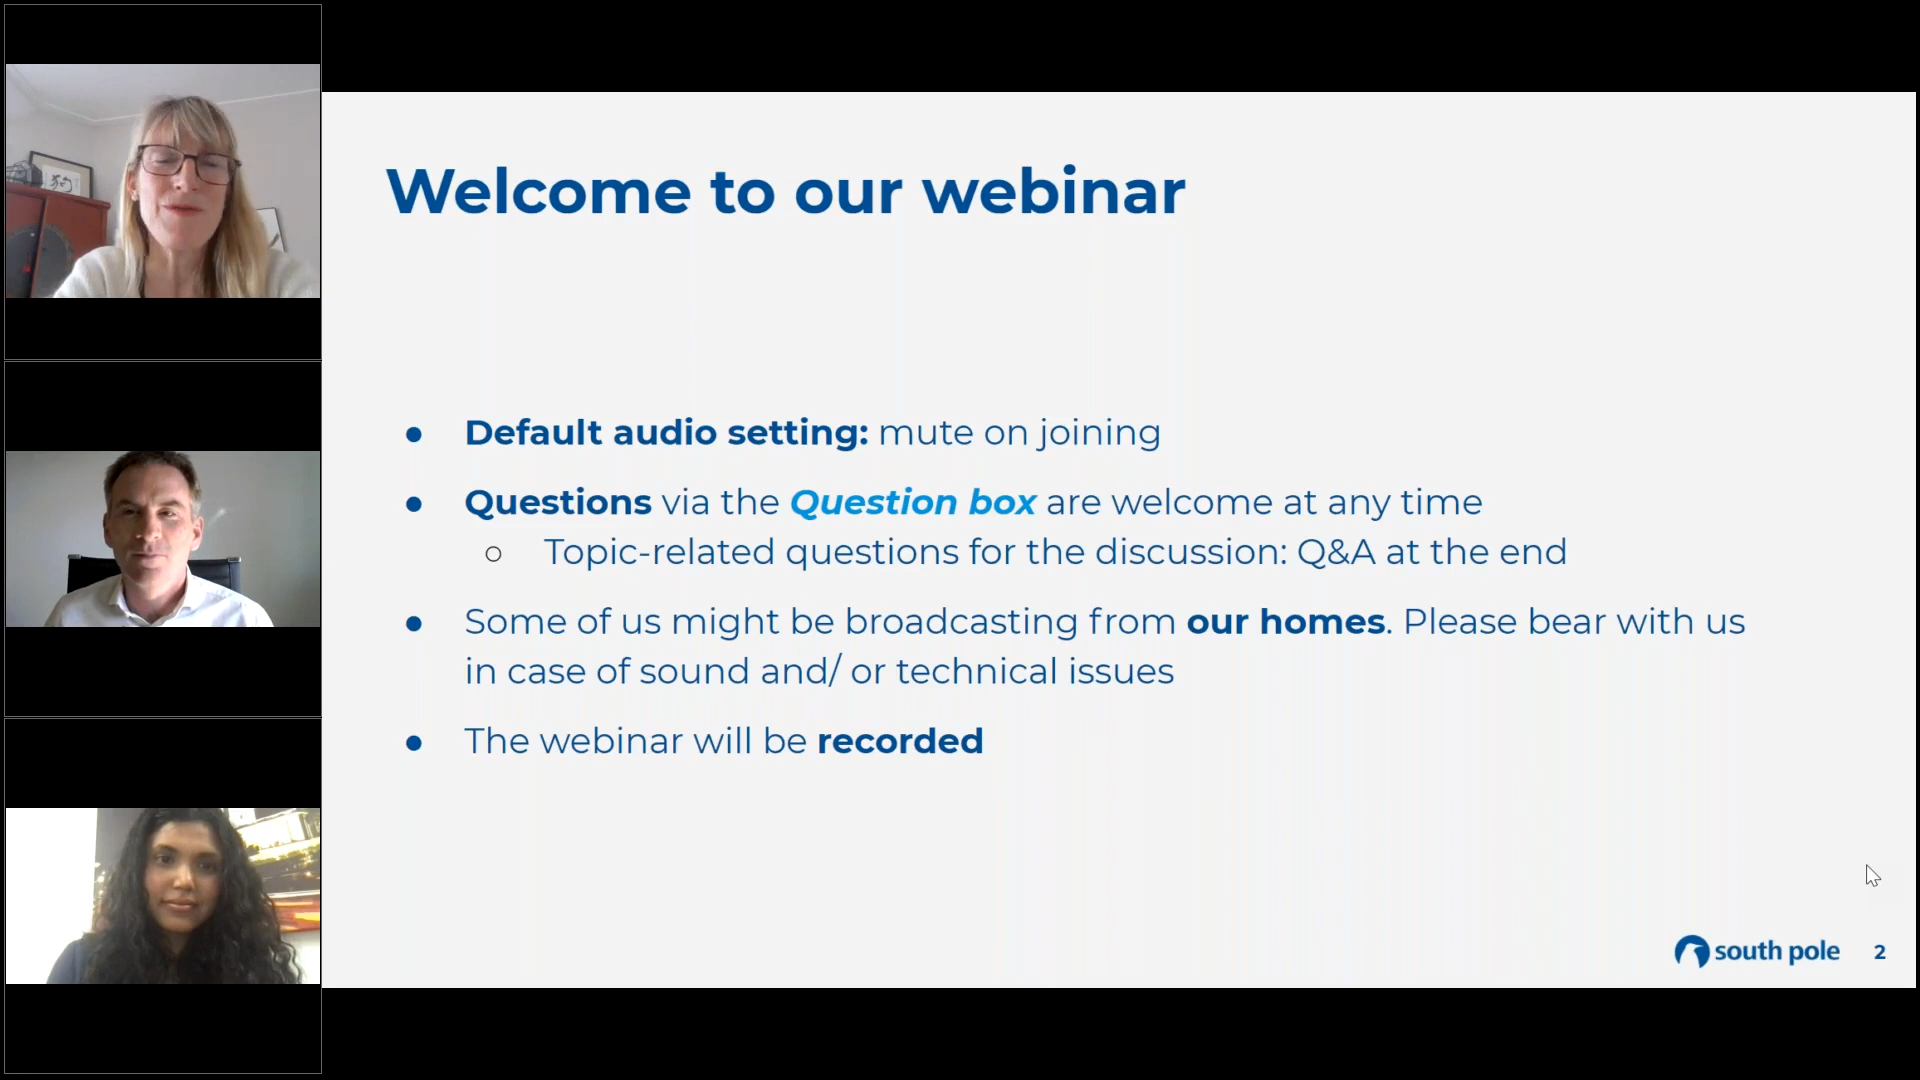 Welcome to our webinar
● Default audio setting: mute on joining
● Questions via the Question box are welcome at any time
○ Topic-related questions for the discussion: Q&A at the end
● Some of us might be broadcasting from our homes. Please bear with us
in case of sound and/ or technical issues
● The webinar will be recorded
south pole 2